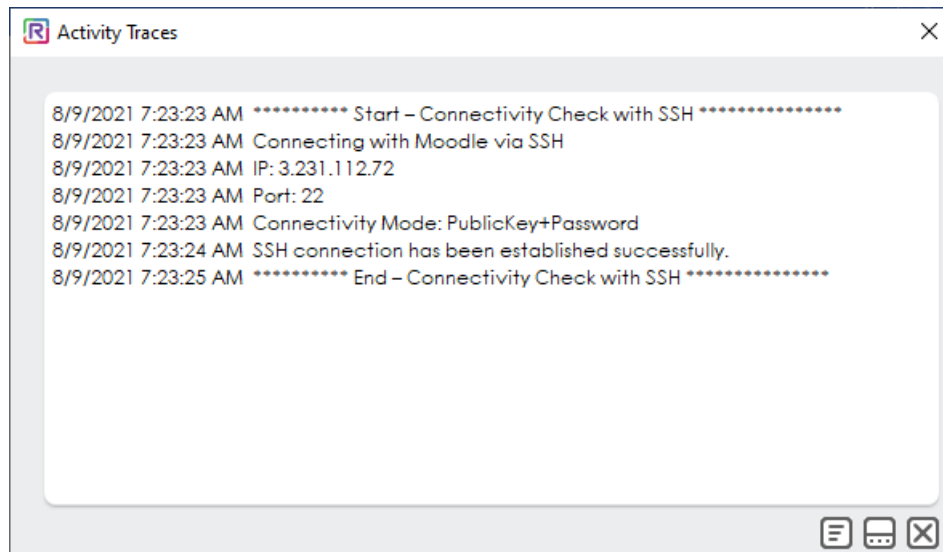 R Activity Traces
8/9/2021 7:23:23 AM ********** Start – Connectivity Check with SSH ***************
8/9/2021 7:23:23 AM Connecting with Moodle via SSH
8/9/2021 7:23:23 AM IP: 3.231.112.72
8/9/2021 7:23:23 AM Port: 22
8/9/2021 7:23:23 AM Connectivity Mode: PublicKey+Password
8/9/2021 7:23:24 AM SSH connection has been established successfully.
8/9/2021 7:23:25 AM ********** End – Connectivity Check with SSH ***************